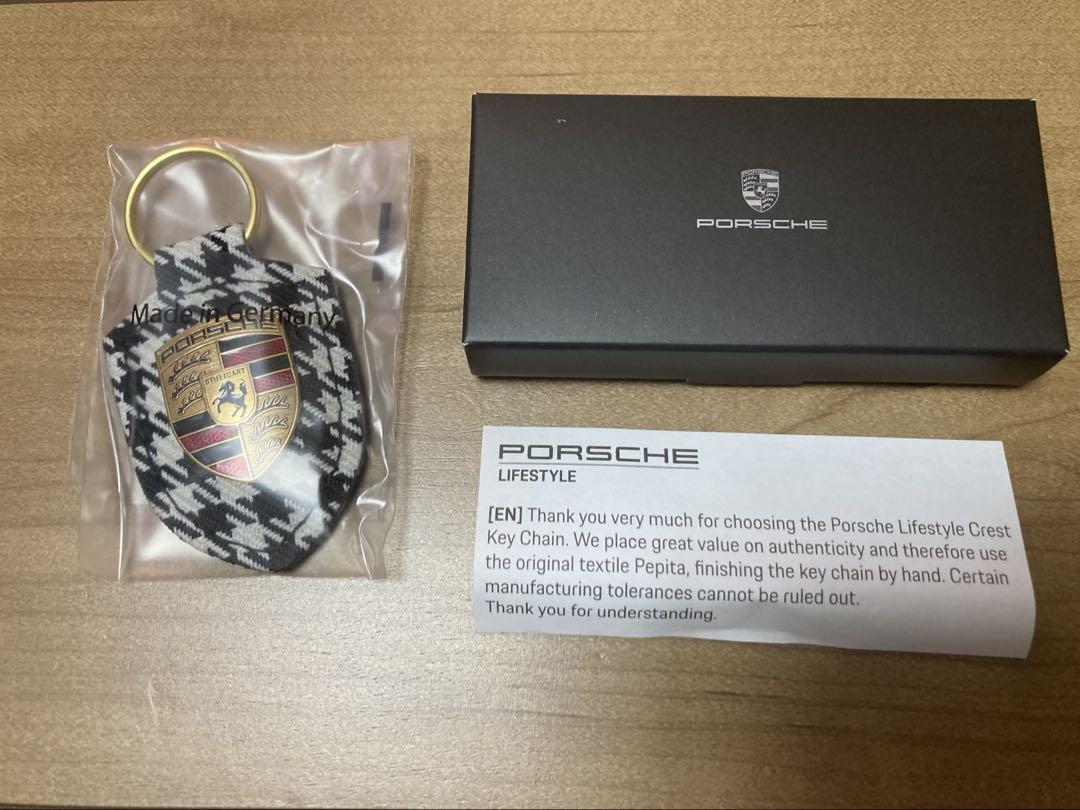 Made in Germany
PORSCHE
STUTTGART
PORSCHE
PORSCHE
PORSCHE
LIFESTYLE
[EN] Thank you very much for choosing the Porsche Lifestyle Crest
Key Chain. We place great value on authenticity and therefore use
the original textile Pepita, finishing the key chain by hand. Certain
manufacturing tolerances cannot be ruled out.
Thank you for understanding.